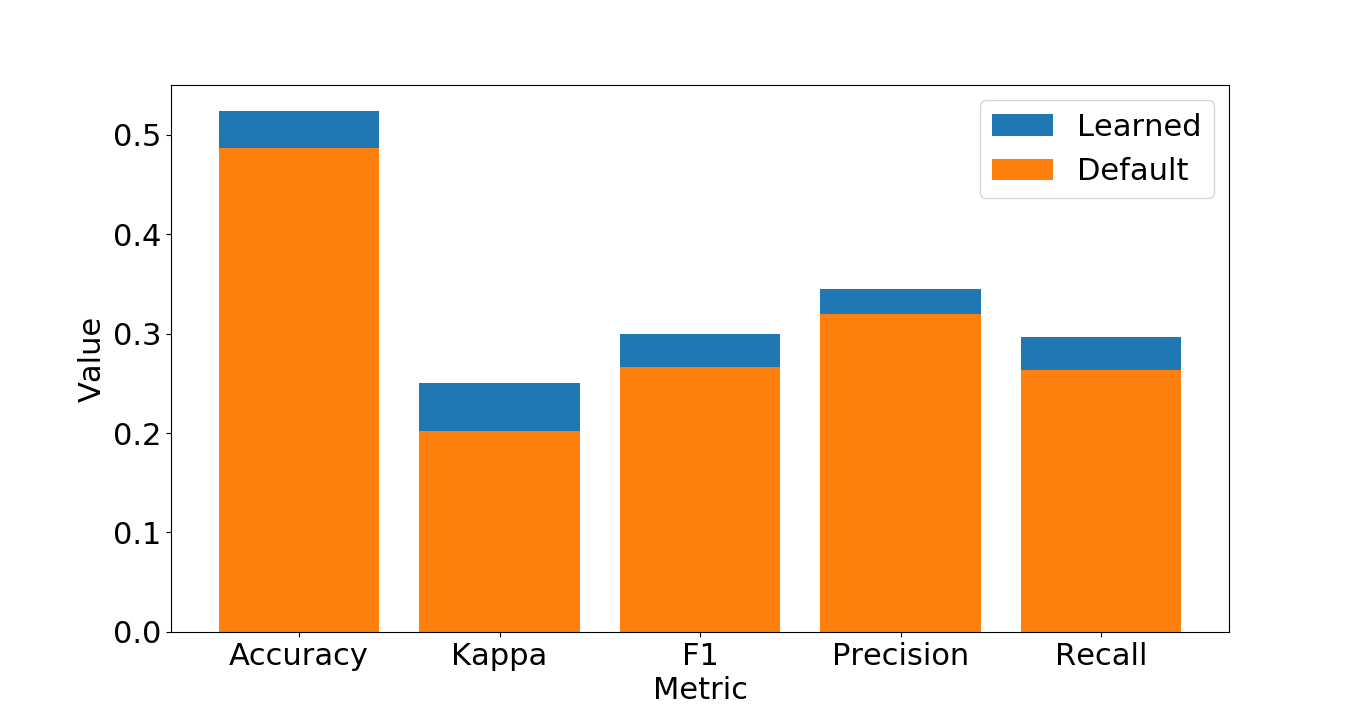 Learned
Default
Value
0.5
0.4
0.3
0.2
0.1
0.0
Accuracy Kappa F1 Precision Recall
Metric